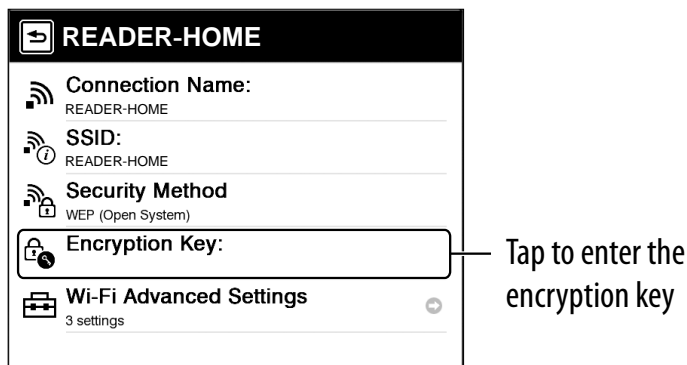 READER-HOME
Connection Name:
READER-HOME
SSID:
READER-HOME
Security Method
WEP (Open System)
Encryption Key:
Tap to enter the
encryption key
Wi-Fi Advanced Settings
3 settings